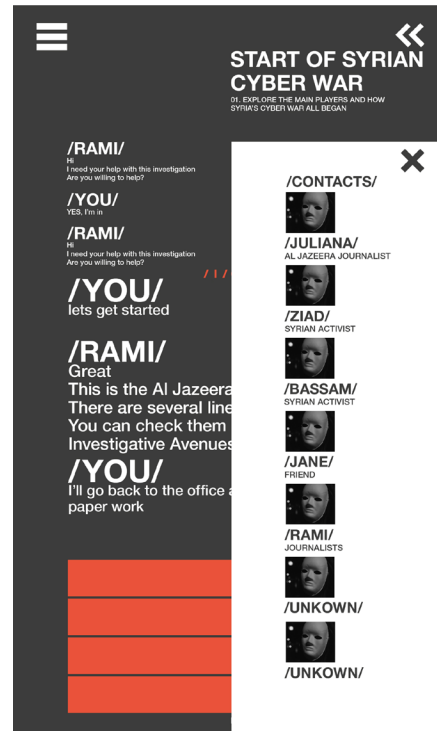 START OF SYRIAN
CYBER WAR
01. EXPLORE THE MAIN PLAYERS AND HOW
SYRIA'S CYBER WAR ALL BEGAN
/RAMI/
Hi
I need your help with this investigation
Are you willing to help?
/YOU/
YES, I'm in
/RAMI/
Hi
I need your help with this investigation
Are you willing to help?
/YOU/
lets get started
/RAMI/
Great
This is the Al Jazeera
There are several line
You can check them
Investigative Avenues
/YOU/
I'll go back to the office a
paper work
/CONTACTS/
/JULIANA/
AL JAZEERA JOURNALIST
/ZIAD/
SYRIAN ACTIVIST
/BASSAM/
SYRIAN ACTIVIST
/JANE/
FRIEND
/RAMI/
JOURNALISTS
/UNKOWN/
/UNKOWN/